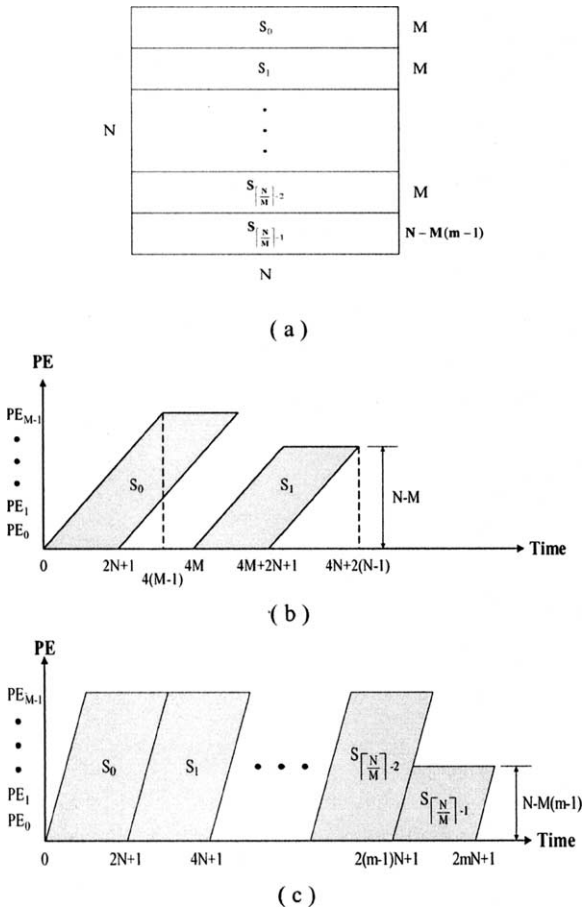 S₀ M
S₁ M
N
S⌈N/M⌉-2 M
S⌈N/M⌉-1 N – M(m – 1)
N
( a )
PE
PE_M-1
S₀ S₁
N-M
PE₁
PE₀
Time
0 2N+1 4M 4M+2N+1 4N+2(N-1)
4(M-1)
( b )
PE
PE_M-1
S₀ S₁ S⌈N/M⌉-2
S⌈N/M⌉-1 N-M(m-1)
PE₁
PE₀
Time
0 2N+1 4N+1 2(m-1)N+1 2mN+1
( c )